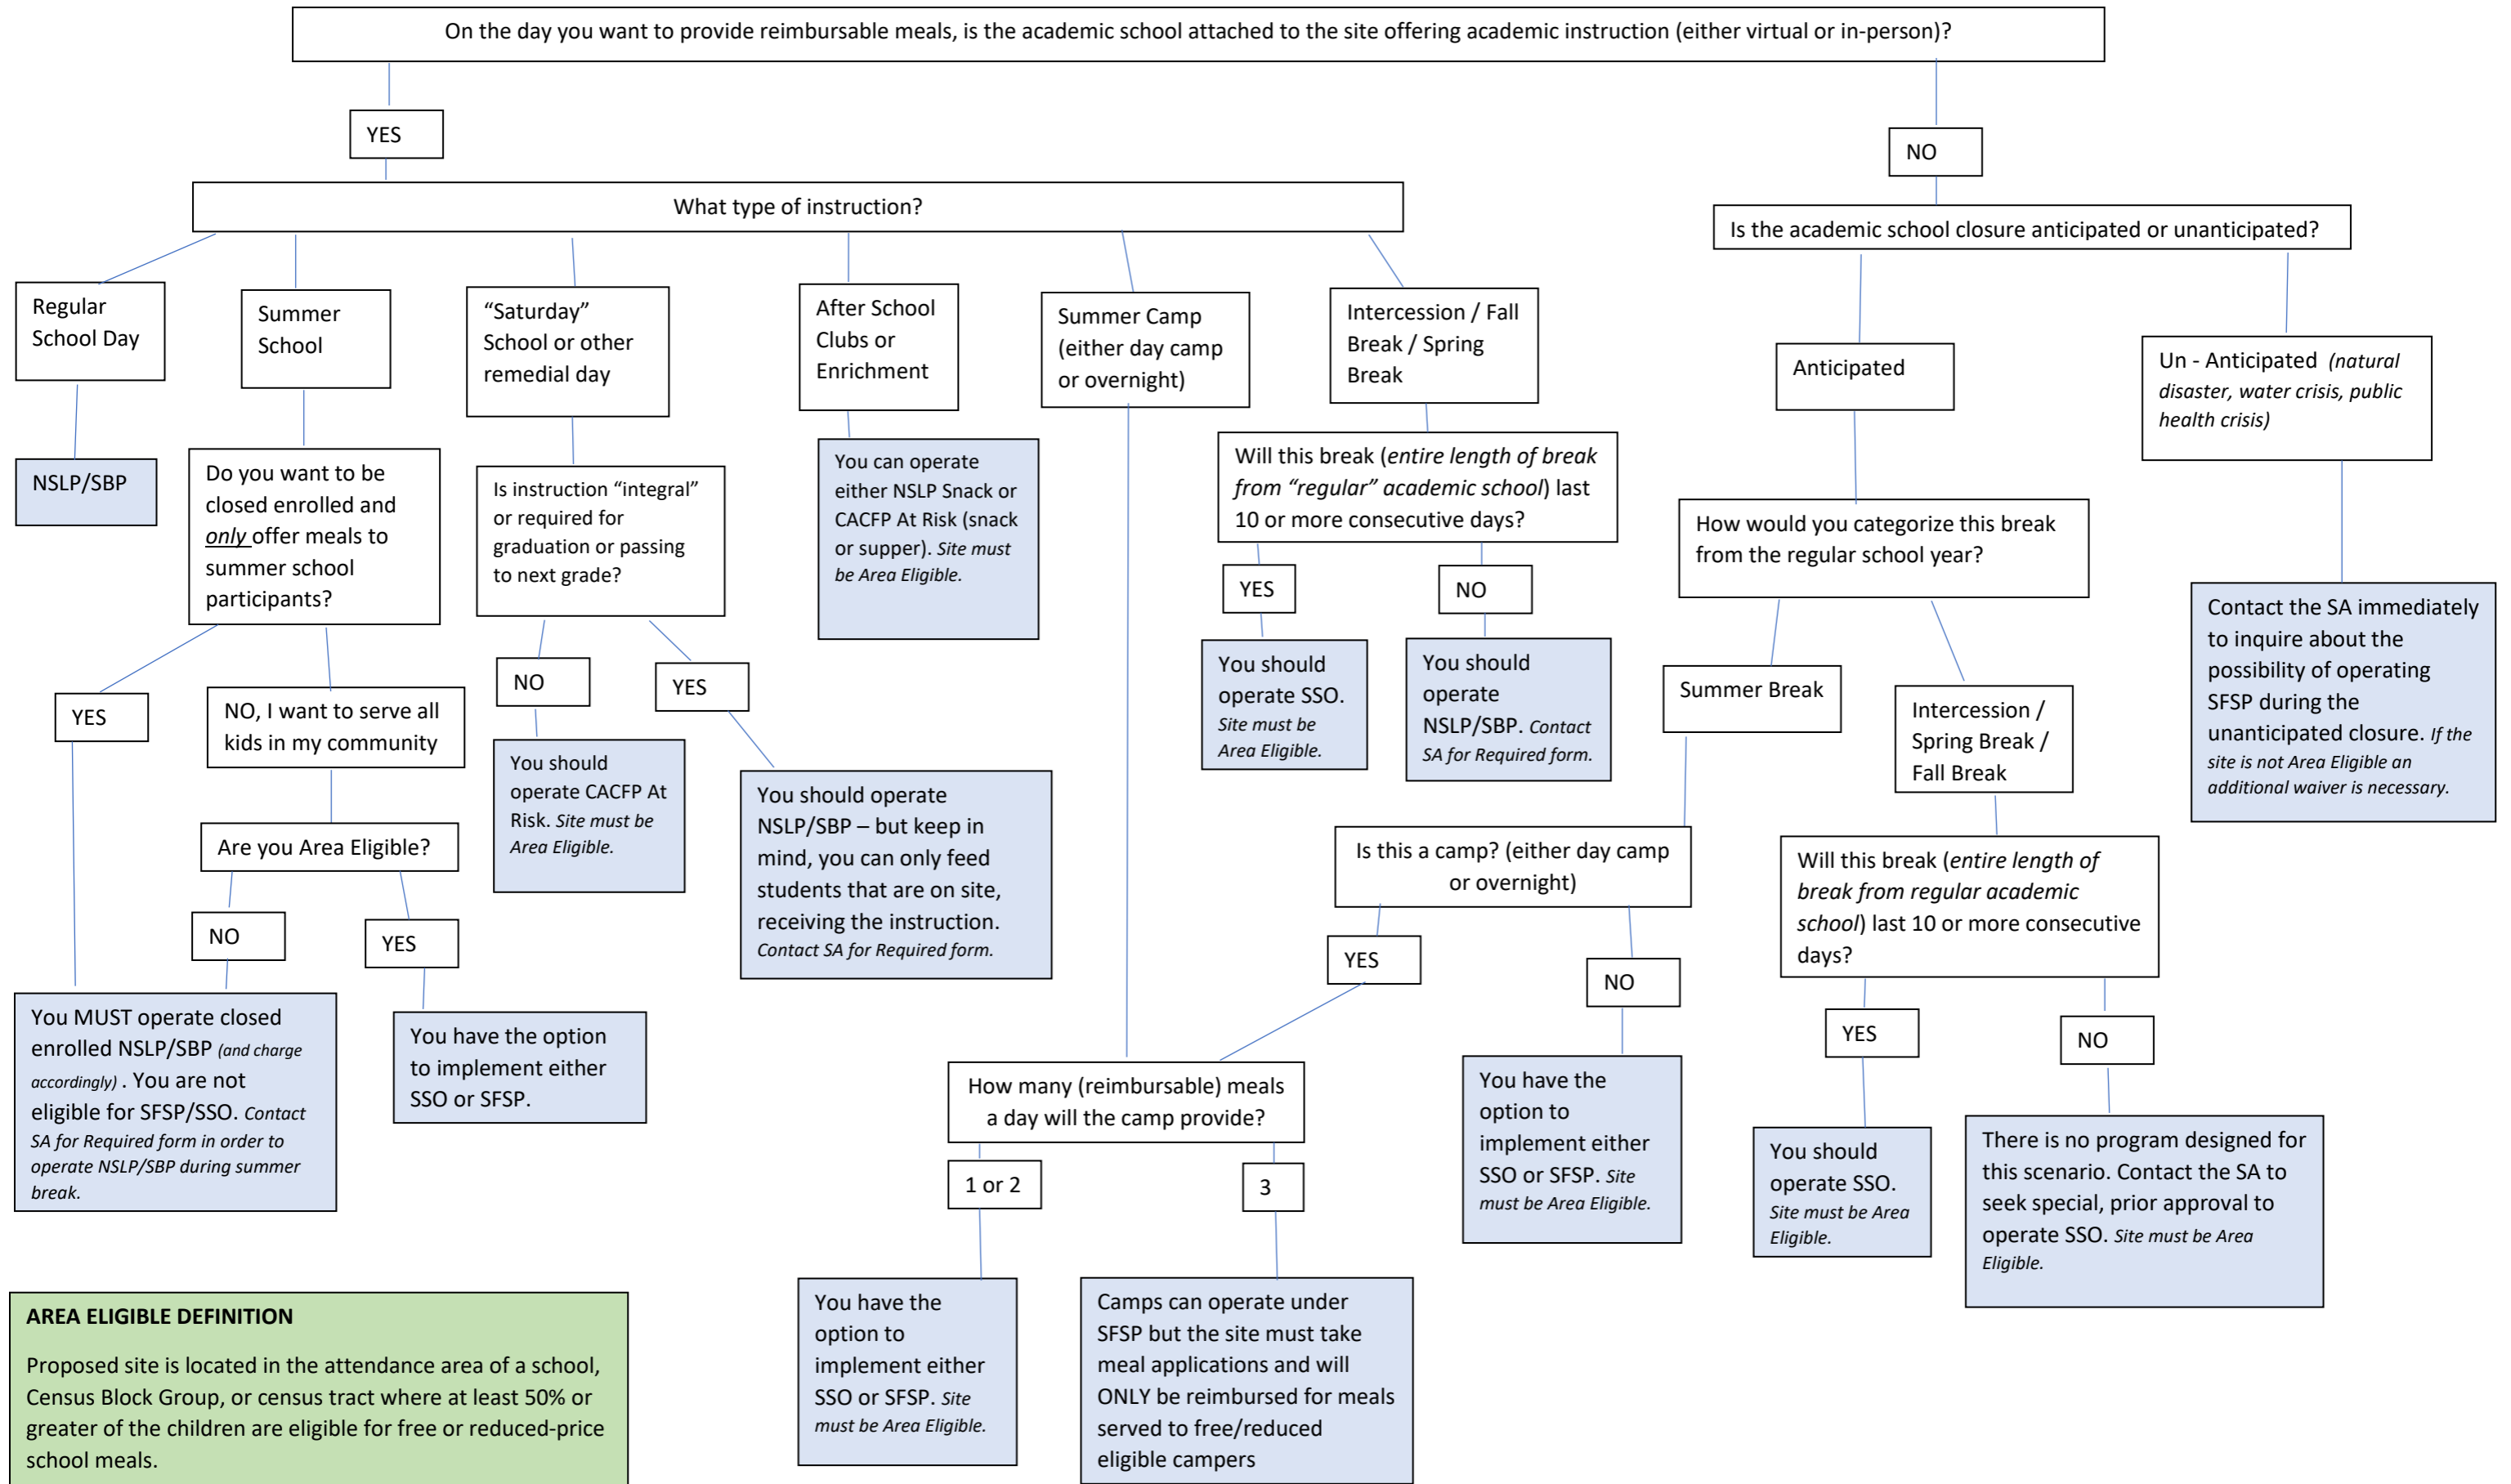 On the day you want to provide reimbursable meals, is the academic school attached to the site offering academic instruction (either virtual or in-person)?
YES
NO
What type of instruction?
Is the academic school closure anticipated or unanticipated?
Regular
School Day
Summer
School
“Saturday”
School or other
remedial day
After School
Clubs or
Enrichment
Summer Camp
(either day camp
or overnight)
Intercession / Fall
Break / Spring
Break
Anticipated
Un - Anticipated (natural
disaster, water crisis, public
health crisis)
NSLP/SBP
Do you want to be
closed enrolled and
only offer meals to
summer school
participants?
Is instruction “integral”
or required for
graduation or passing
to next grade?
You can operate
either NSLP Snack or
CACFP At Risk (snack
or supper). Site must
be Area Eligible.
Will this break (entire length of break
from “regular” academic school) last
10 or more consecutive days?
How would you categorize this break
from the regular school year?
YES
NO
Contact the SA immediately
to inquire about the
possibility of operating
SFSP during the
unanticipated closure. If the
site is not Area Eligible an
additional waiver is necessary.
YES
NO, I want to serve all
kids in my community
NO
YES
You should
operate SSO.
Site must be
Area Eligible.
You should
operate
NSLP/SBP. Contact
SA for Required form.
Summer Break
Intercession /
Spring Break /
Fall Break
You should
operate CACFP At
Risk. Site must be
Area Eligible.
You should operate
NSLP/SBP – but keep in
mind, you can only feed
students that are on site,
receiving the instruction.
Contact SA for Required form.
Are you Area Eligible?
Is this a camp? (either day camp
or overnight)
Will this break (entire length of
break from regular academic
school) last 10 or more consecutive
days?
NO
YES
YES
NO
YES
NO
You MUST operate closed
enrolled NSLP/SBP (and charge
accordingly) . You are not
eligible for SFSP/SSO. Contact
SA for Required form in order to
operate NSLP/SBP during summer
break.
You have the option
to implement either
SSO or SFSP.
How many (reimbursable) meals
a day will the camp provide?
You have the
option to
implement either
SSO or SFSP. Site
must be Area Eligible.
You should
operate SSO.
Site must be Area
Eligible.
There is no program designed for
this scenario. Contact the SA to
seek special, prior approval to
operate SSO. Site must be Area
Eligible.
1 or 2
3
You have the
option to
implement either
SSO or SFSP. Site
must be Area Eligible.
Camps can operate under
SFSP but the site must take
meal applications and will
ONLY be reimbursed for meals
served to free/reduced
eligible campers
AREA ELIGIBLE DEFINITION
Proposed site is located in the attendance area of a school,
Census Block Group, or census tract where at least 50% or
greater of the children are eligible for free or reduced-price
school meals.